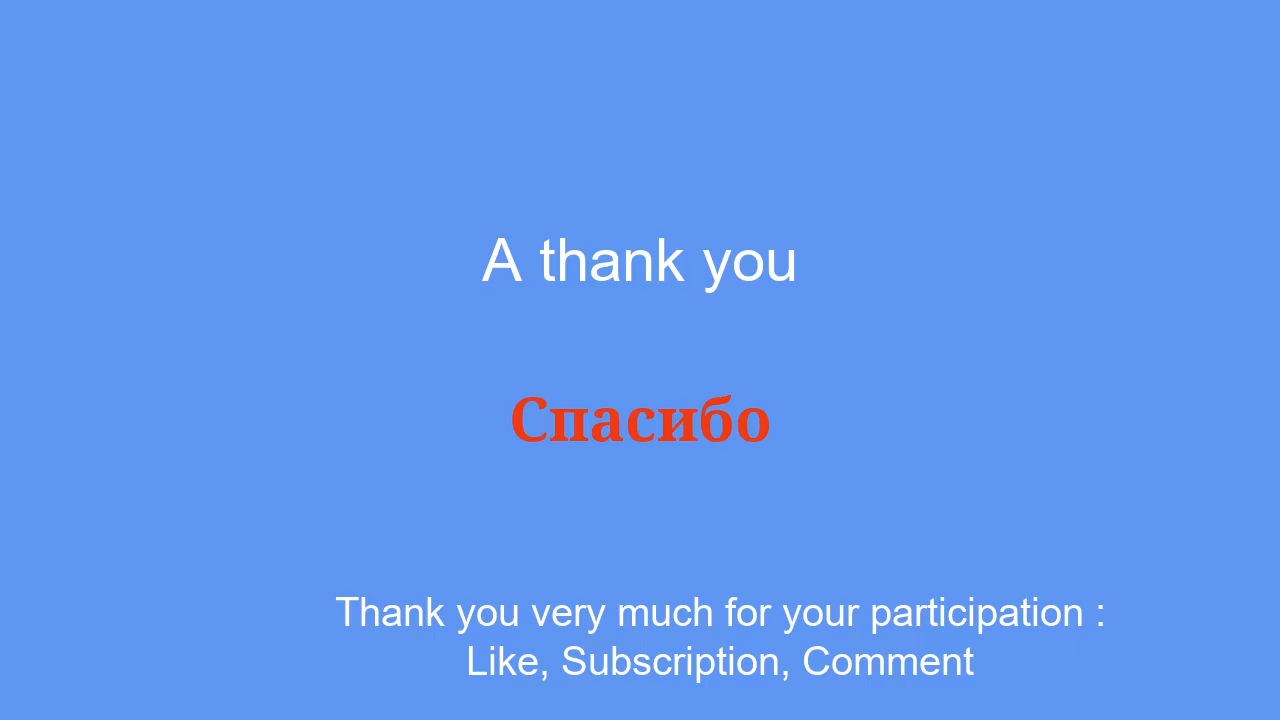 A thank you
Спасибо
Thank you very much for your participation :
Like, Subscription, Comment